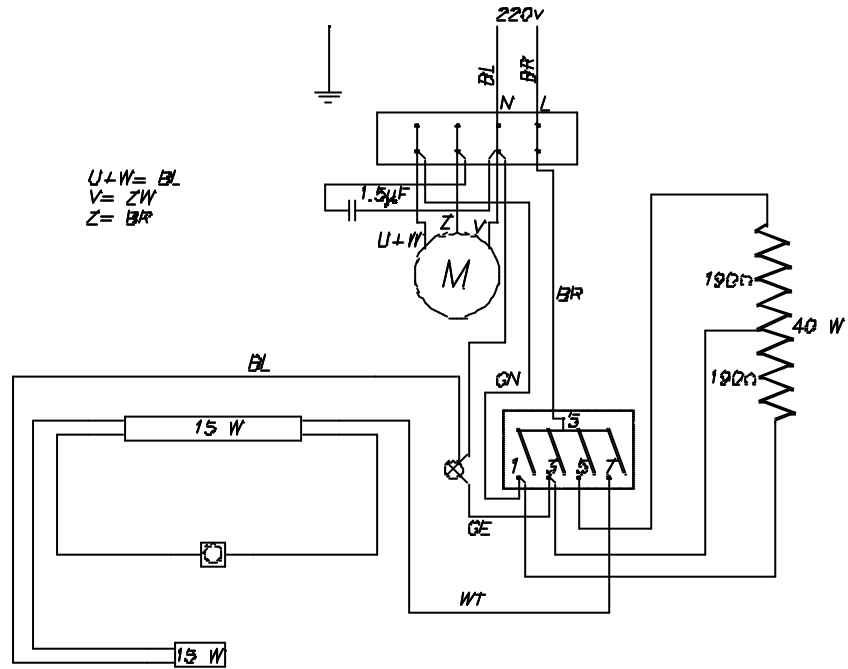 220v
BL
BR
N
L
U+W= BL
V= ZW
Z= BR
1.5µF
Z
V
U+W
M
190Ω
BR
40 W
190Ω
BL
GN
15 W
5
1
3
5
7
GE
WT
15 W